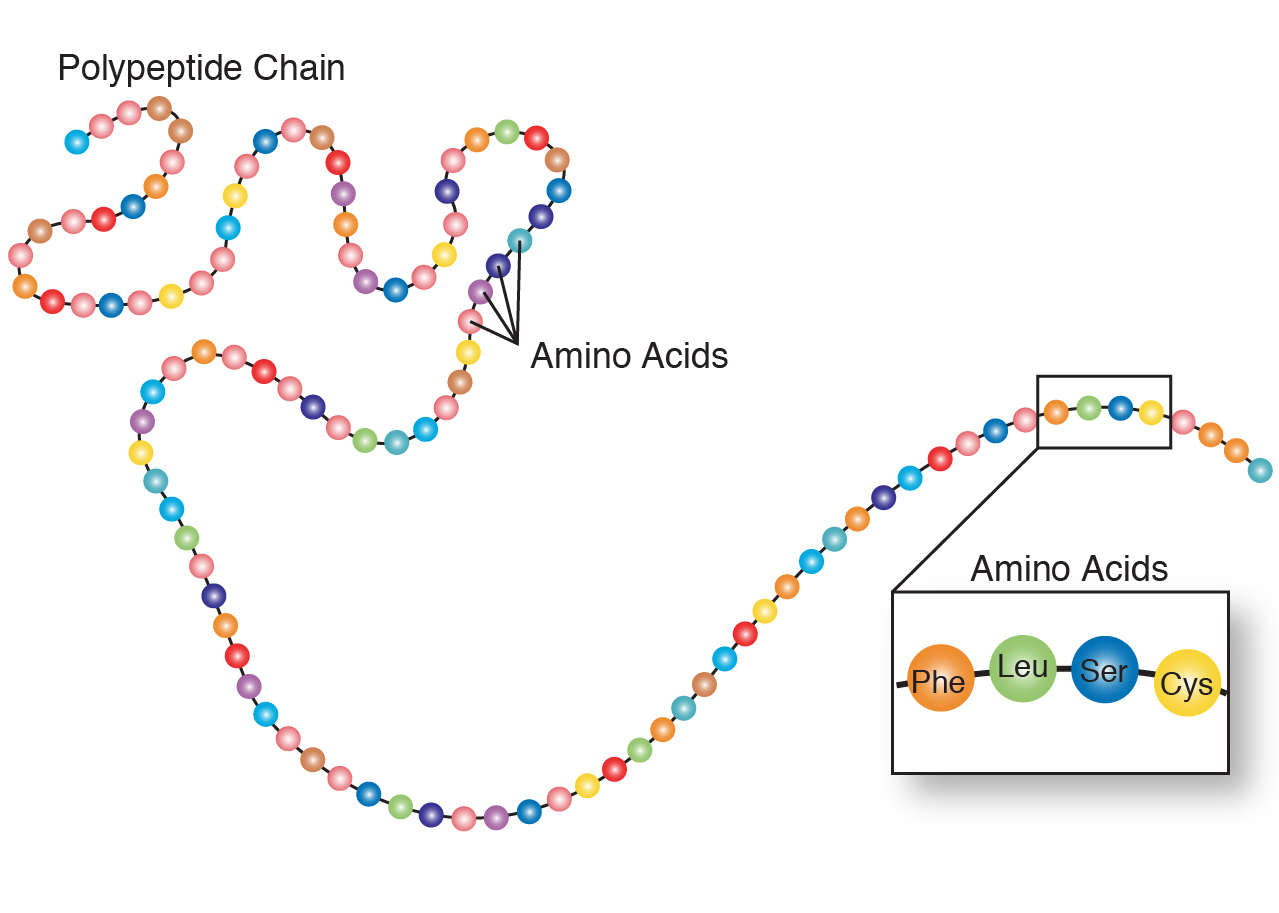 Polypeptide Chain
Amino Acids
Amino Acids
Phe Leu Ser Cys